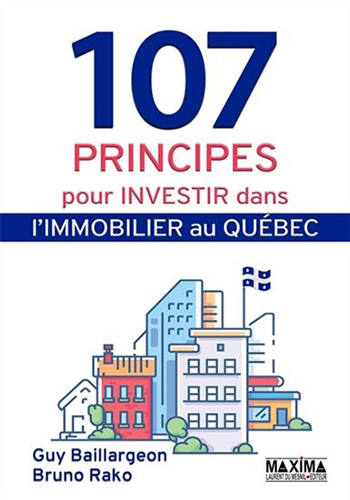 107
PRINCIPES
pour INVESTIR dans
l'IMMOBILIER au QUÉBEC
Guy Baillargeon
Bruno Rako
MAXIMA
LAURENT DU MESNIL ÉDITEUR